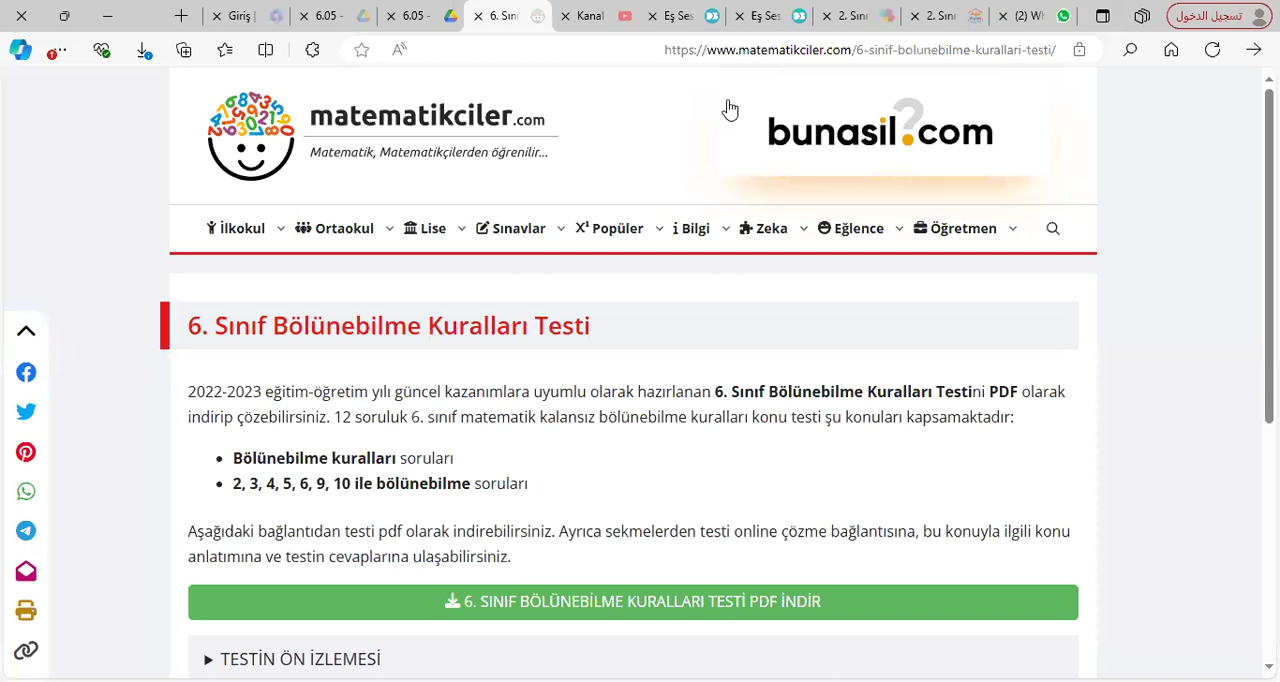 Giriş |
6.05 -
6.05 -
6. Sını
Kanal
Eş Ses
Eş Ses
2. Sını
2. Sını
(2) Wh
تسجيل الدخول
https://www.matematikciler.com/6-sinif-bolunebilme-kurallari-testi/
matematikciler.com
Matematik, Matematikçilerden öğrenilir...
bunasil?com
İlkokul Ortaokul Lise Sınavlar X¹ Popüler Bilgi Zeka Eğlence Öğretmen
6. Sınıf Bölünebilme Kuralları Testi
2022-2023 eğitim-öğretim yılı güncel kazanımlara uyumlu olarak hazırlanan 6. Sınıf Bölünebilme Kuralları Testini PDF olarak
indirip çözebilirsiniz. 12 soruluk 6. sınıf matematik kalansız bölünebilme kuralları konu testi şu konuları kapsamaktadır:
• Bölünebilme kuralları soruları
• 2, 3, 4, 5, 6, 9, 10 ile bölünebilme soruları
Aşağıdaki bağlantıdan testi pdf olarak indirebilirsiniz. Ayrıca sekmelerden testi online çözme bağlantısına, bu konuyla ilgili konu
anlatımına ve testin cevaplarına ulaşabilirsiniz.
6. SINIF BÖLÜNEBİLME KURALLARI TESTİ PDF İNDİR
TESTİN ÖN İZLEMESİ